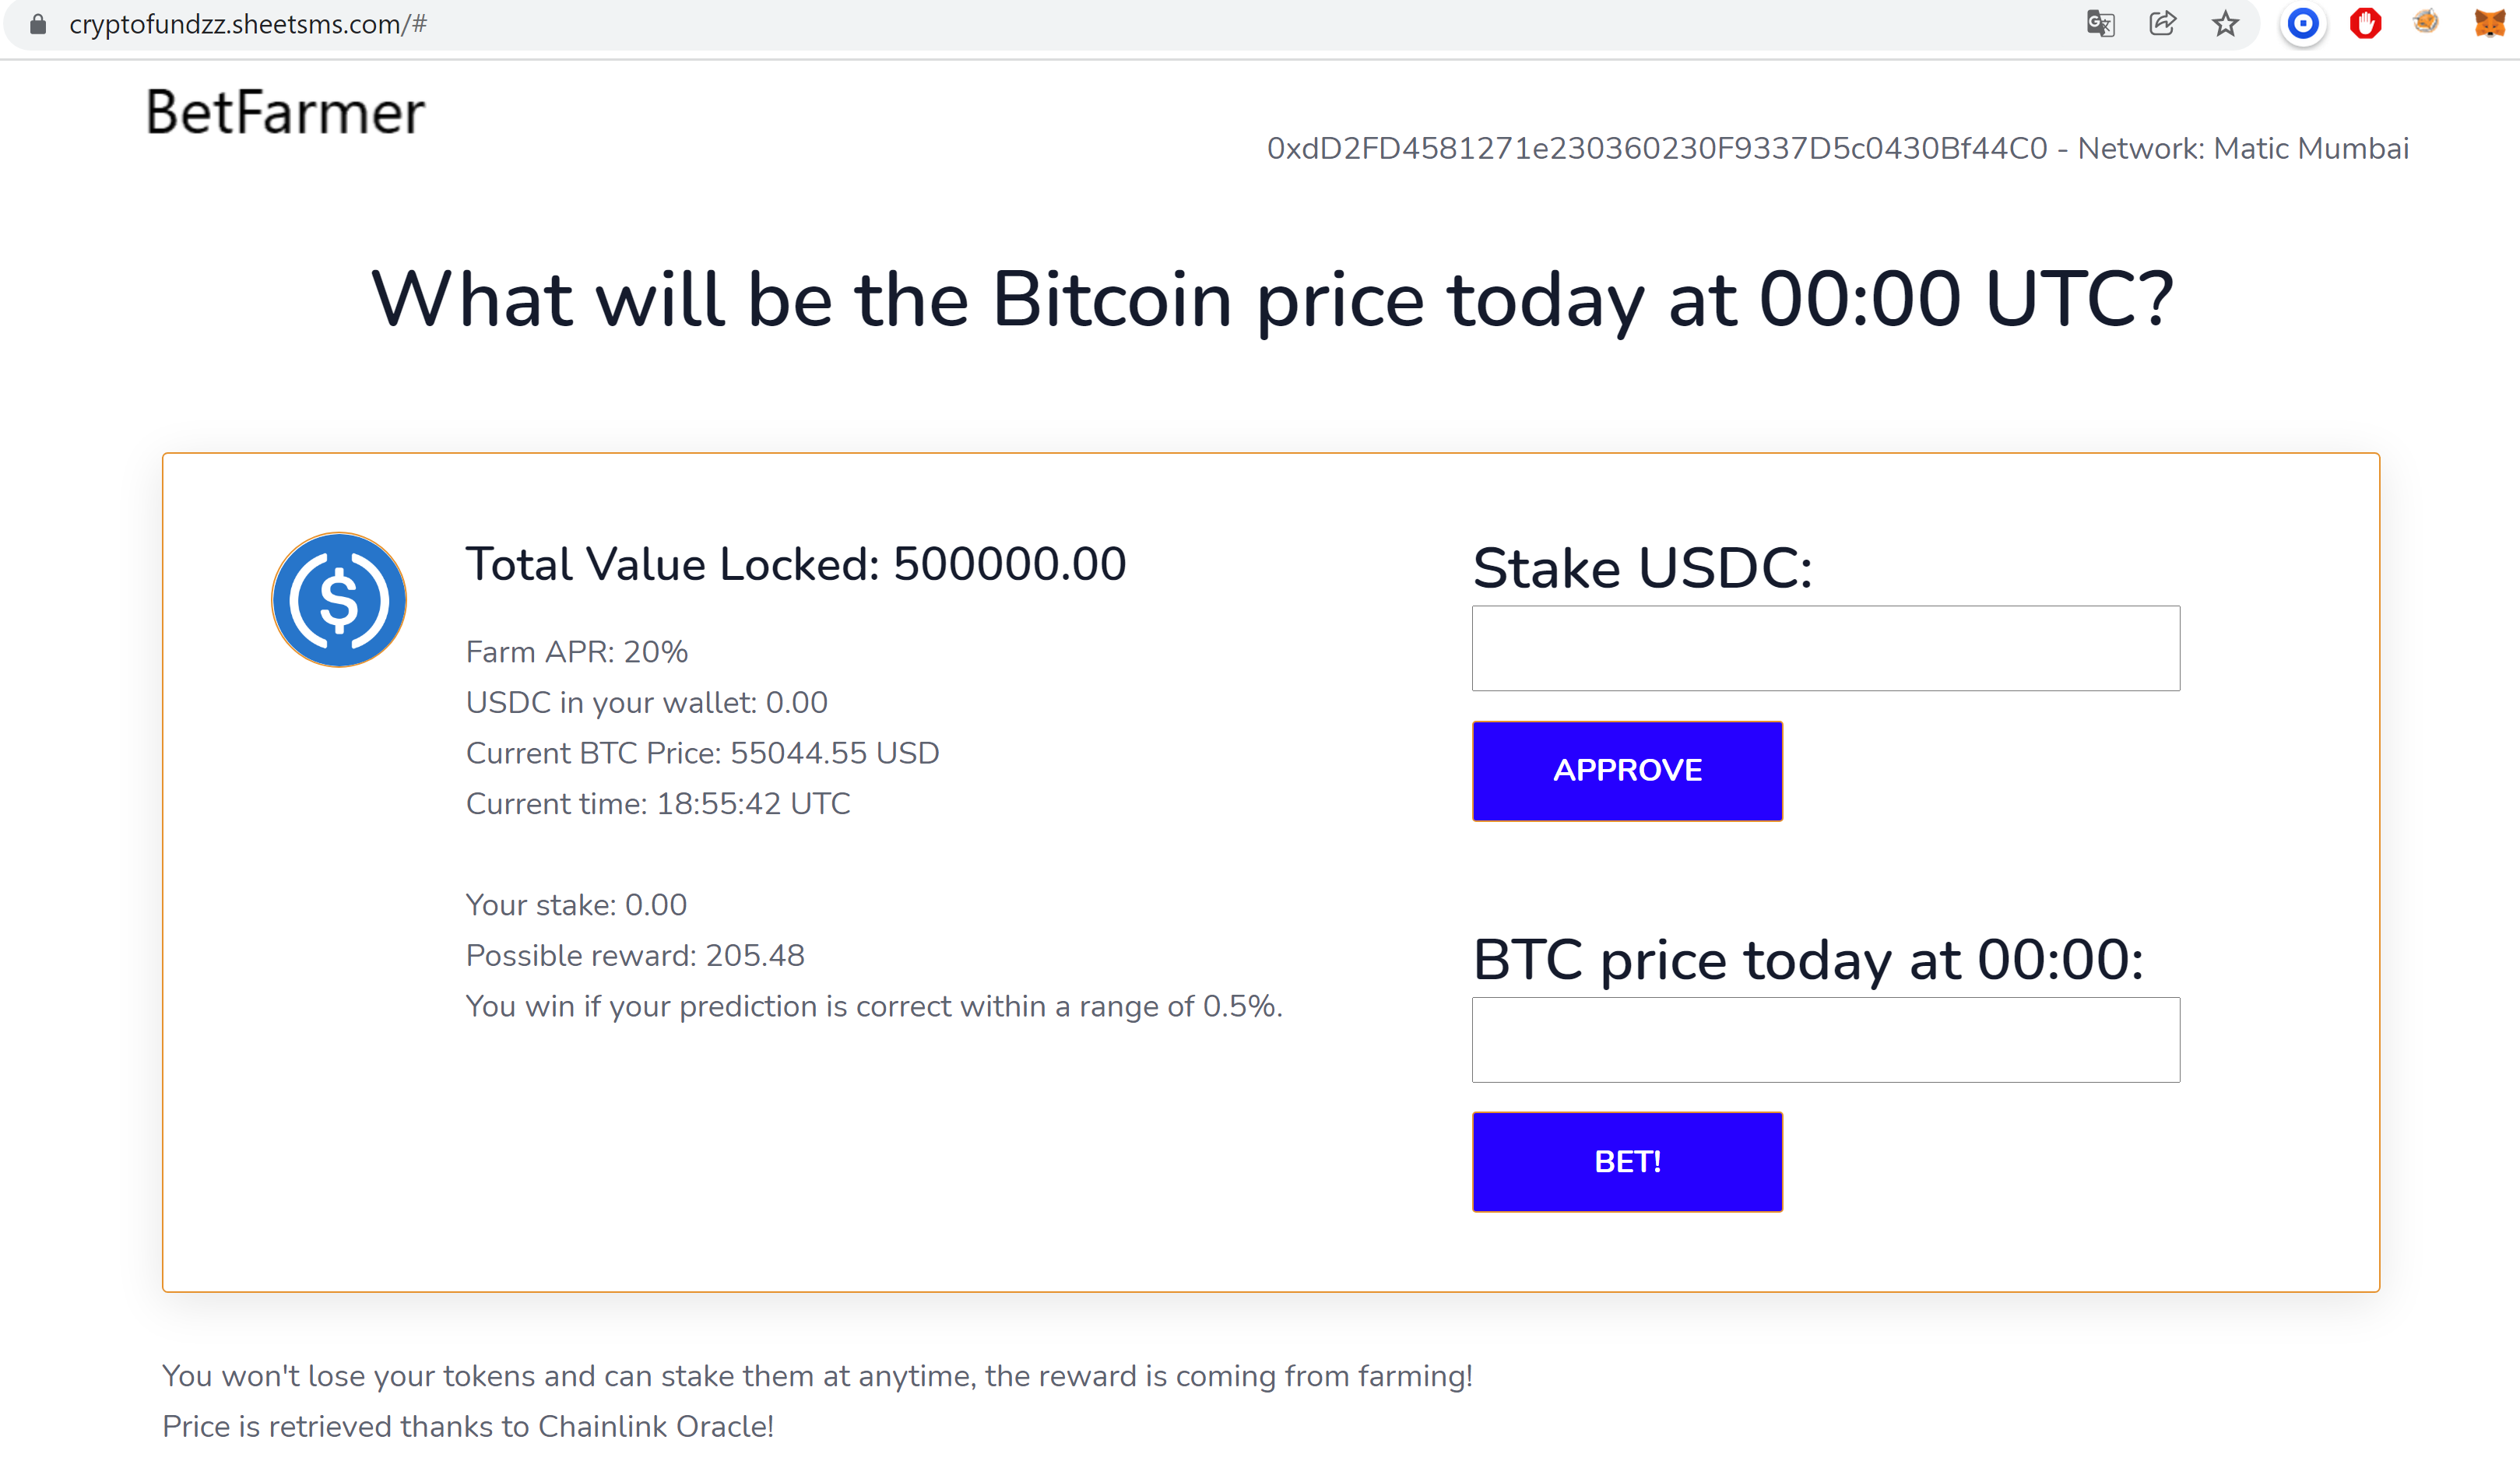 cryptofundzz.sheetsms.com/#
BetFarmer
0xdD2FD4581271e230360230F9337D5c0430Bf44C0 - Network: Matic Mumbai
What will be the Bitcoin price today at 00:00 UTC?
Total Value Locked: 500000.00
Farm APR: 20%
USDC in your wallet: 0.00
Current BTC Price: 55044.55 USD
Current time: 18:55:42 UTC
Your stake: 0.00
Possible reward: 205.48
You win if your prediction is correct within a range of 0.5%.
Stake USDC:
APPROVE
BTC price today at 00:00:
BET!
You won't lose your tokens and can stake them at anytime, the reward is coming from farming!
Price is retrieved thanks to Chainlink Oracle!